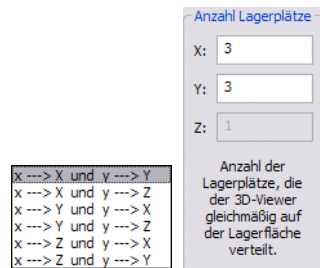 Anzahl Lagerplätze
X: 3
Y: 3
Z: 1
Anzahl der
Lagerplätze, die
der 3D-Viewer
gleichmäßig auf
der Lagerfläche
verteilt.
x ---> X und y ---> Y
x ---> X und y ---> Z
x ---> Y und y ---> X
x ---> Y und y ---> Z
x ---> Z und y ---> X
x ---> Z und y ---> Y